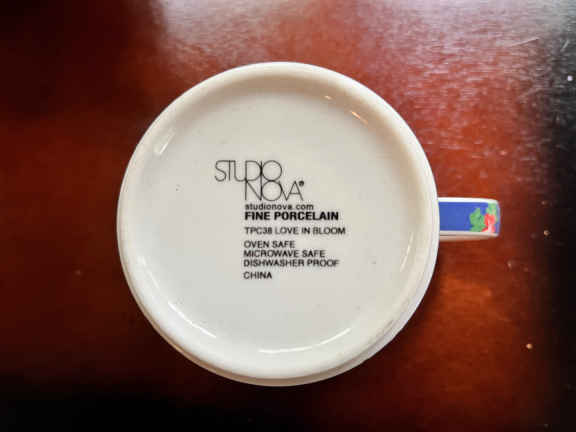 STUDIO
NOVA®
studionova.com
FINE PORCELAIN
TPC38 LOVE IN BLOOM
OVEN SAFE
MICROWAVE SAFE
DISHWASHER PROOF
CHINA